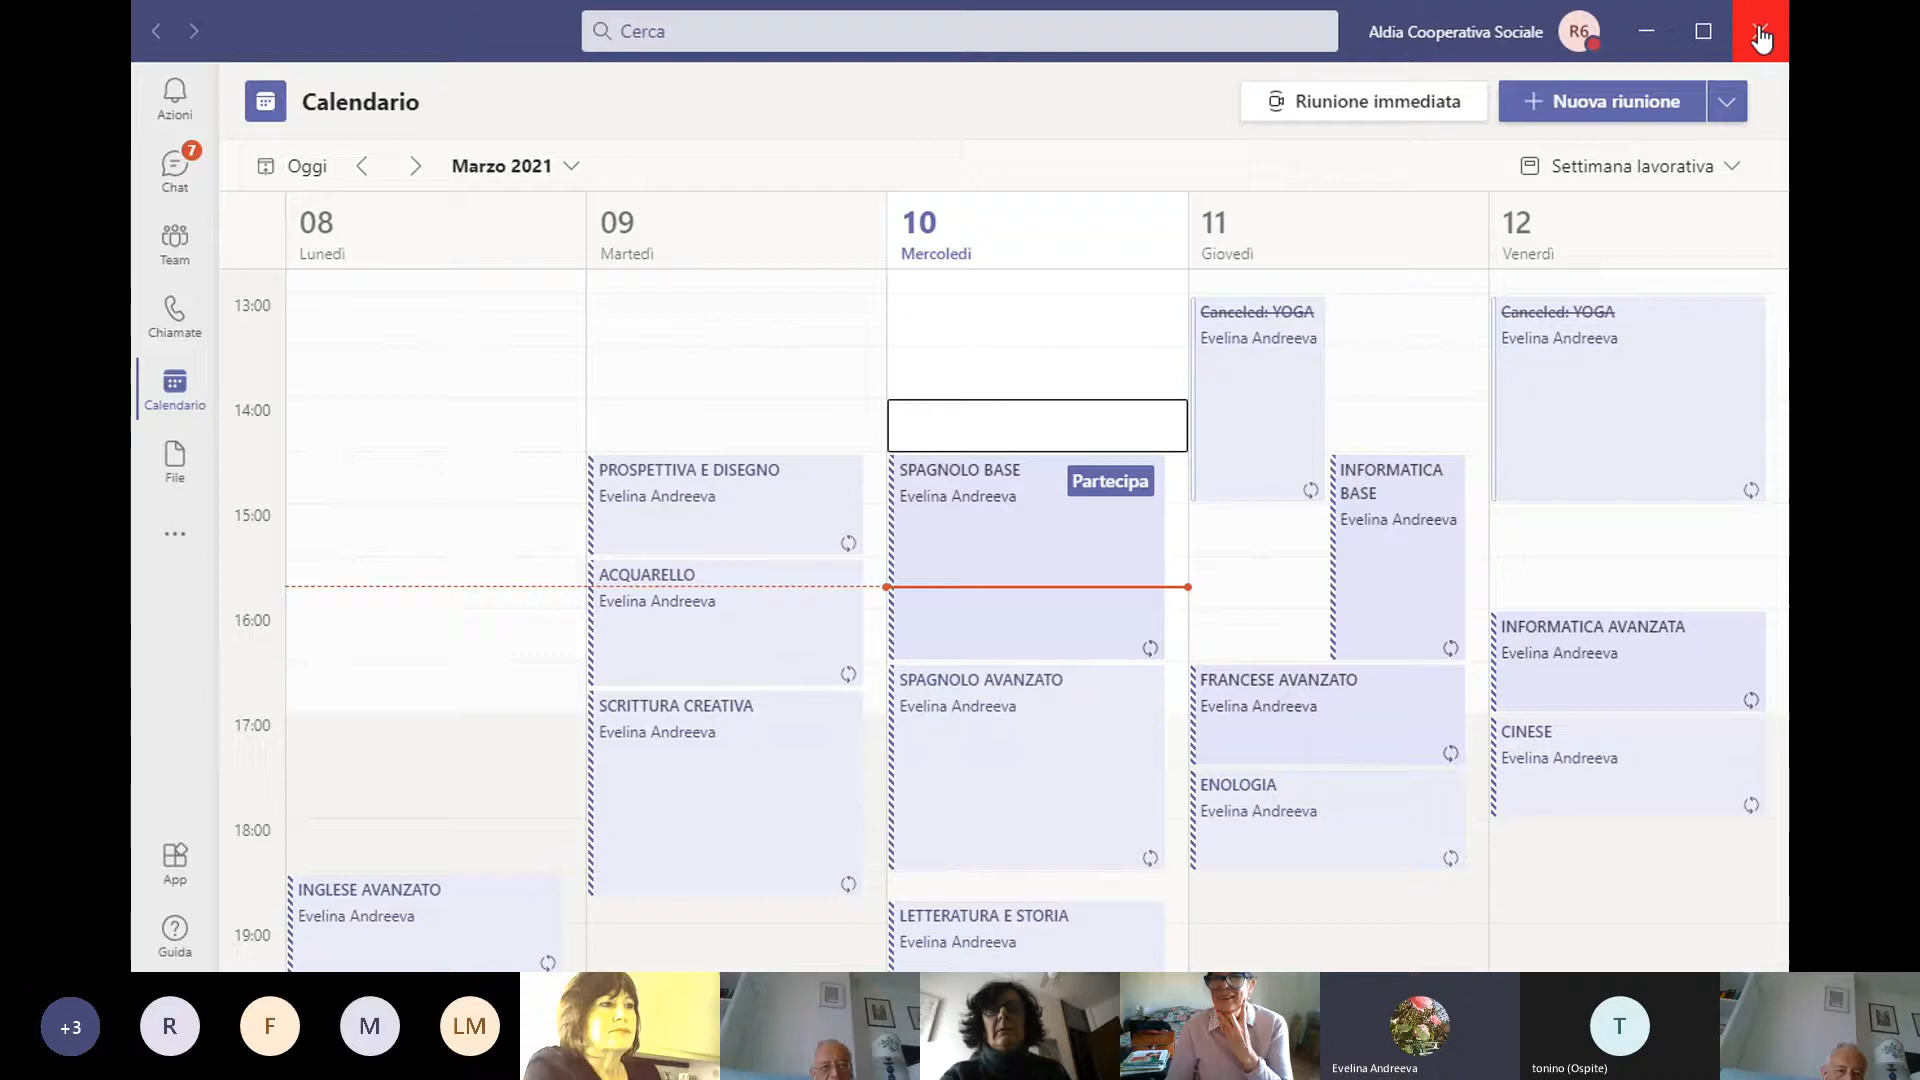 Cerca
Aldia Cooperativa Sociale
R6
Azioni
7
Chat
Team
Chiamate
Calendario
File
App
Guida
Calendario
Riunione immediata
Nuova riunione
Oggi
Marzo 2021
Settimana lavorativa
08
Lunedì
09
Martedì
10
Mercoledì
11
Giovedì
12
Venerdì
13:00
14:00
15:00
16:00
17:00
18:00
19:00
INGLESE AVANZATO
Evelina Andreeva
PROSPETTIVA E DISEGNO
Evelina Andreeva
ACQUARELLO
Evelina Andreeva
SCRITTURA CREATIVA
Evelina Andreeva
SPAGNOLO BASE
Evelina Andreeva
Partecipa
SPAGNOLO AVANZATO
Evelina Andreeva
LETTERATURA E STORIA
Evelina Andreeva
Canceled: YOGA
Evelina Andreeva
INFORMATICA
BASE
Evelina Andreeva
FRANCESE AVANZATO
Evelina Andreeva
ENOLOGIA
Evelina Andreeva
Canceled: YOGA
Evelina Andreeva
INFORMATICA AVANZATA
Evelina Andreeva
CINESE
Evelina Andreeva
+3
R
F
M
LM
Evelina Andreeva
T
tonino (Ospite)